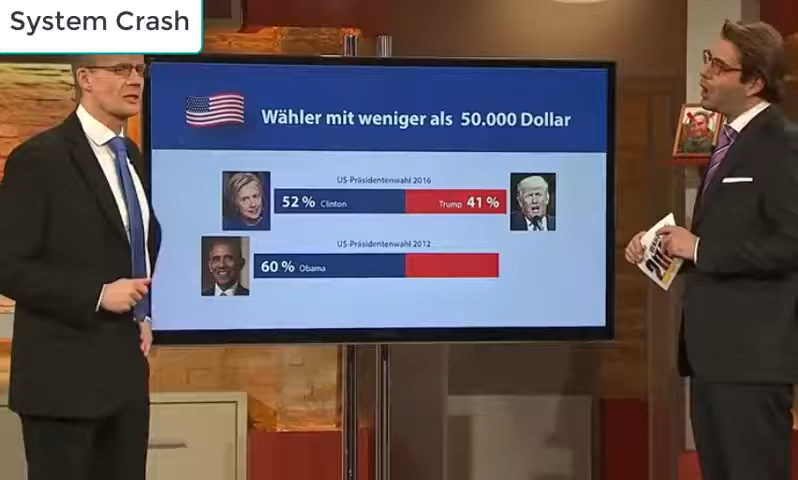 System Crash
Wähler mit weniger als 50.000 Dollar
US-Präsidentenwahl 2016
52 % Clinton
Trump 41 %
US-Präsidentenwahl 2012
60 % Obama